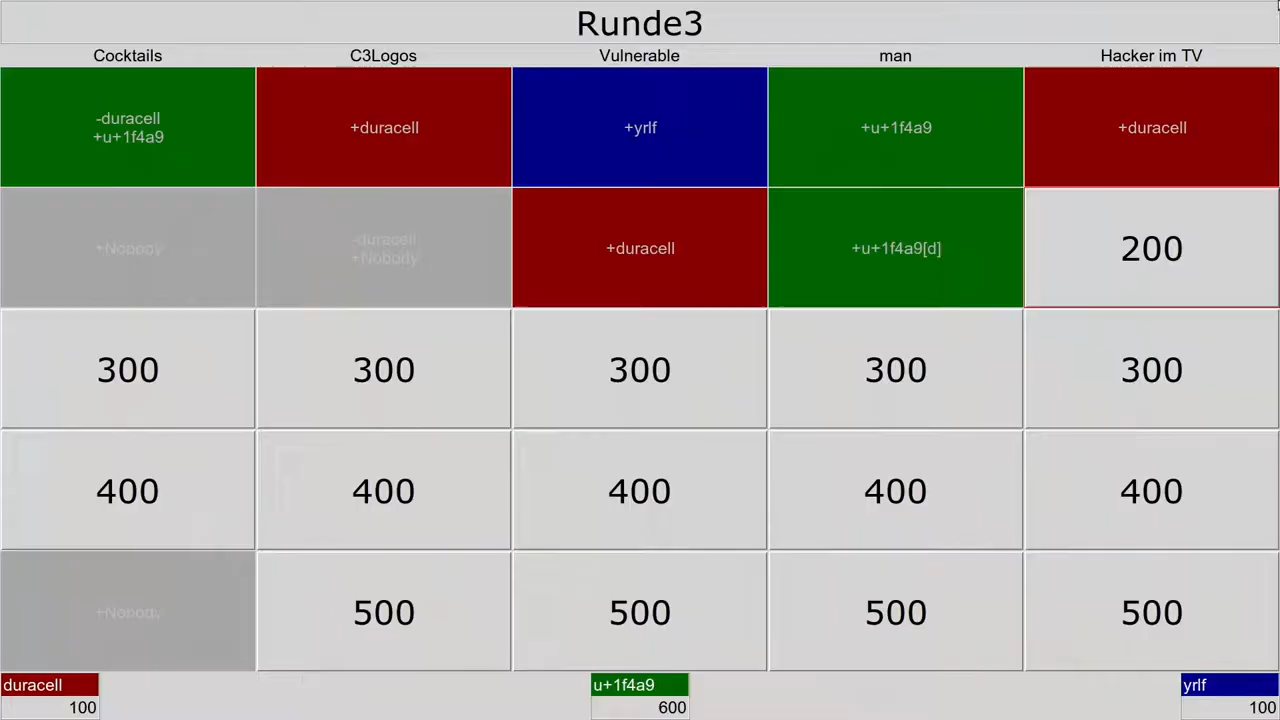 Runde3
Cocktails C3Logos Vulnerable man Hacker im TV
-duracell
+u+1f4a9
+duracell
+yrlf
+u+1f4a9
+duracell
+Nobody
-duracell
+Nobody
+duracell
+u+1f4a9[d]
200
300 300 300 300 300
400 400 400 400 400
+Nobody
500 500 500 500
duracell u+1f4a9 yrlf
100 600 100